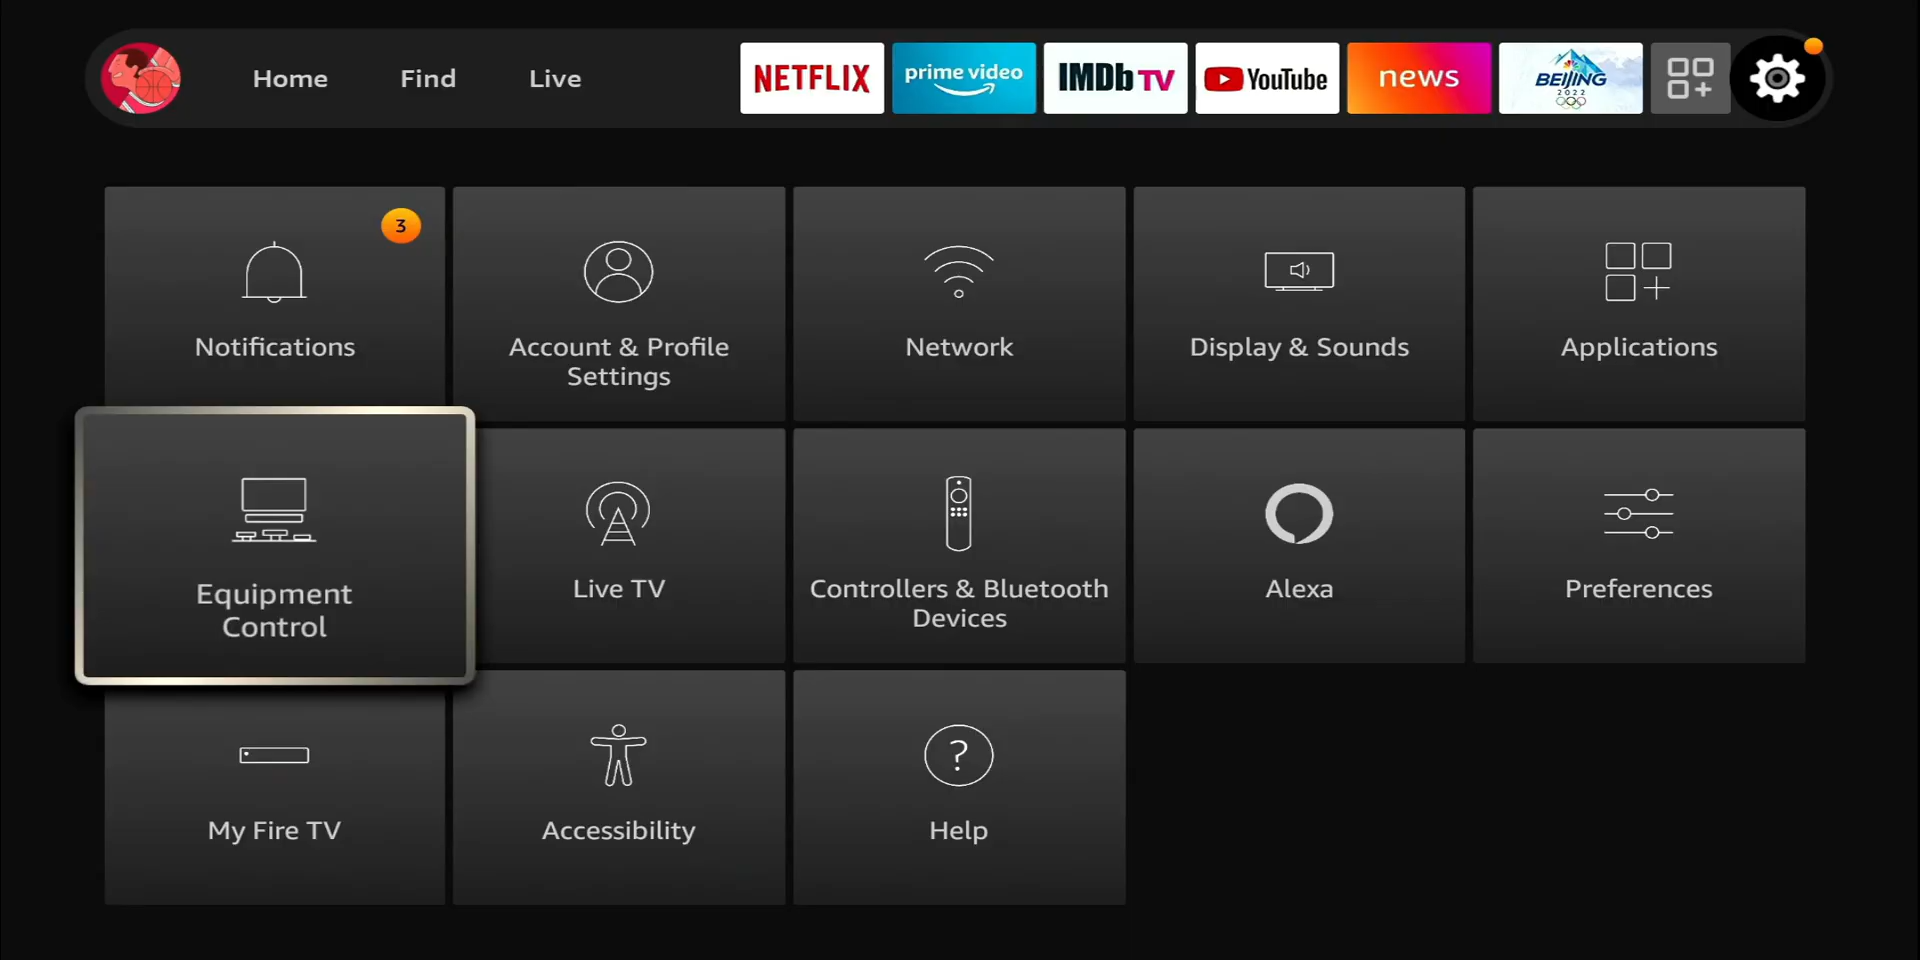 Home Find Live NETFLIX prime video IMDb TV YouTube news BEIJING
2022
3
Notifications
Account & Profile
Settings
Network
Display & Sounds
Applications
Equipment
Control
Live TV
Controllers & Bluetooth
Devices
Alexa
Preferences
My Fire TV
Accessibility
?
Help